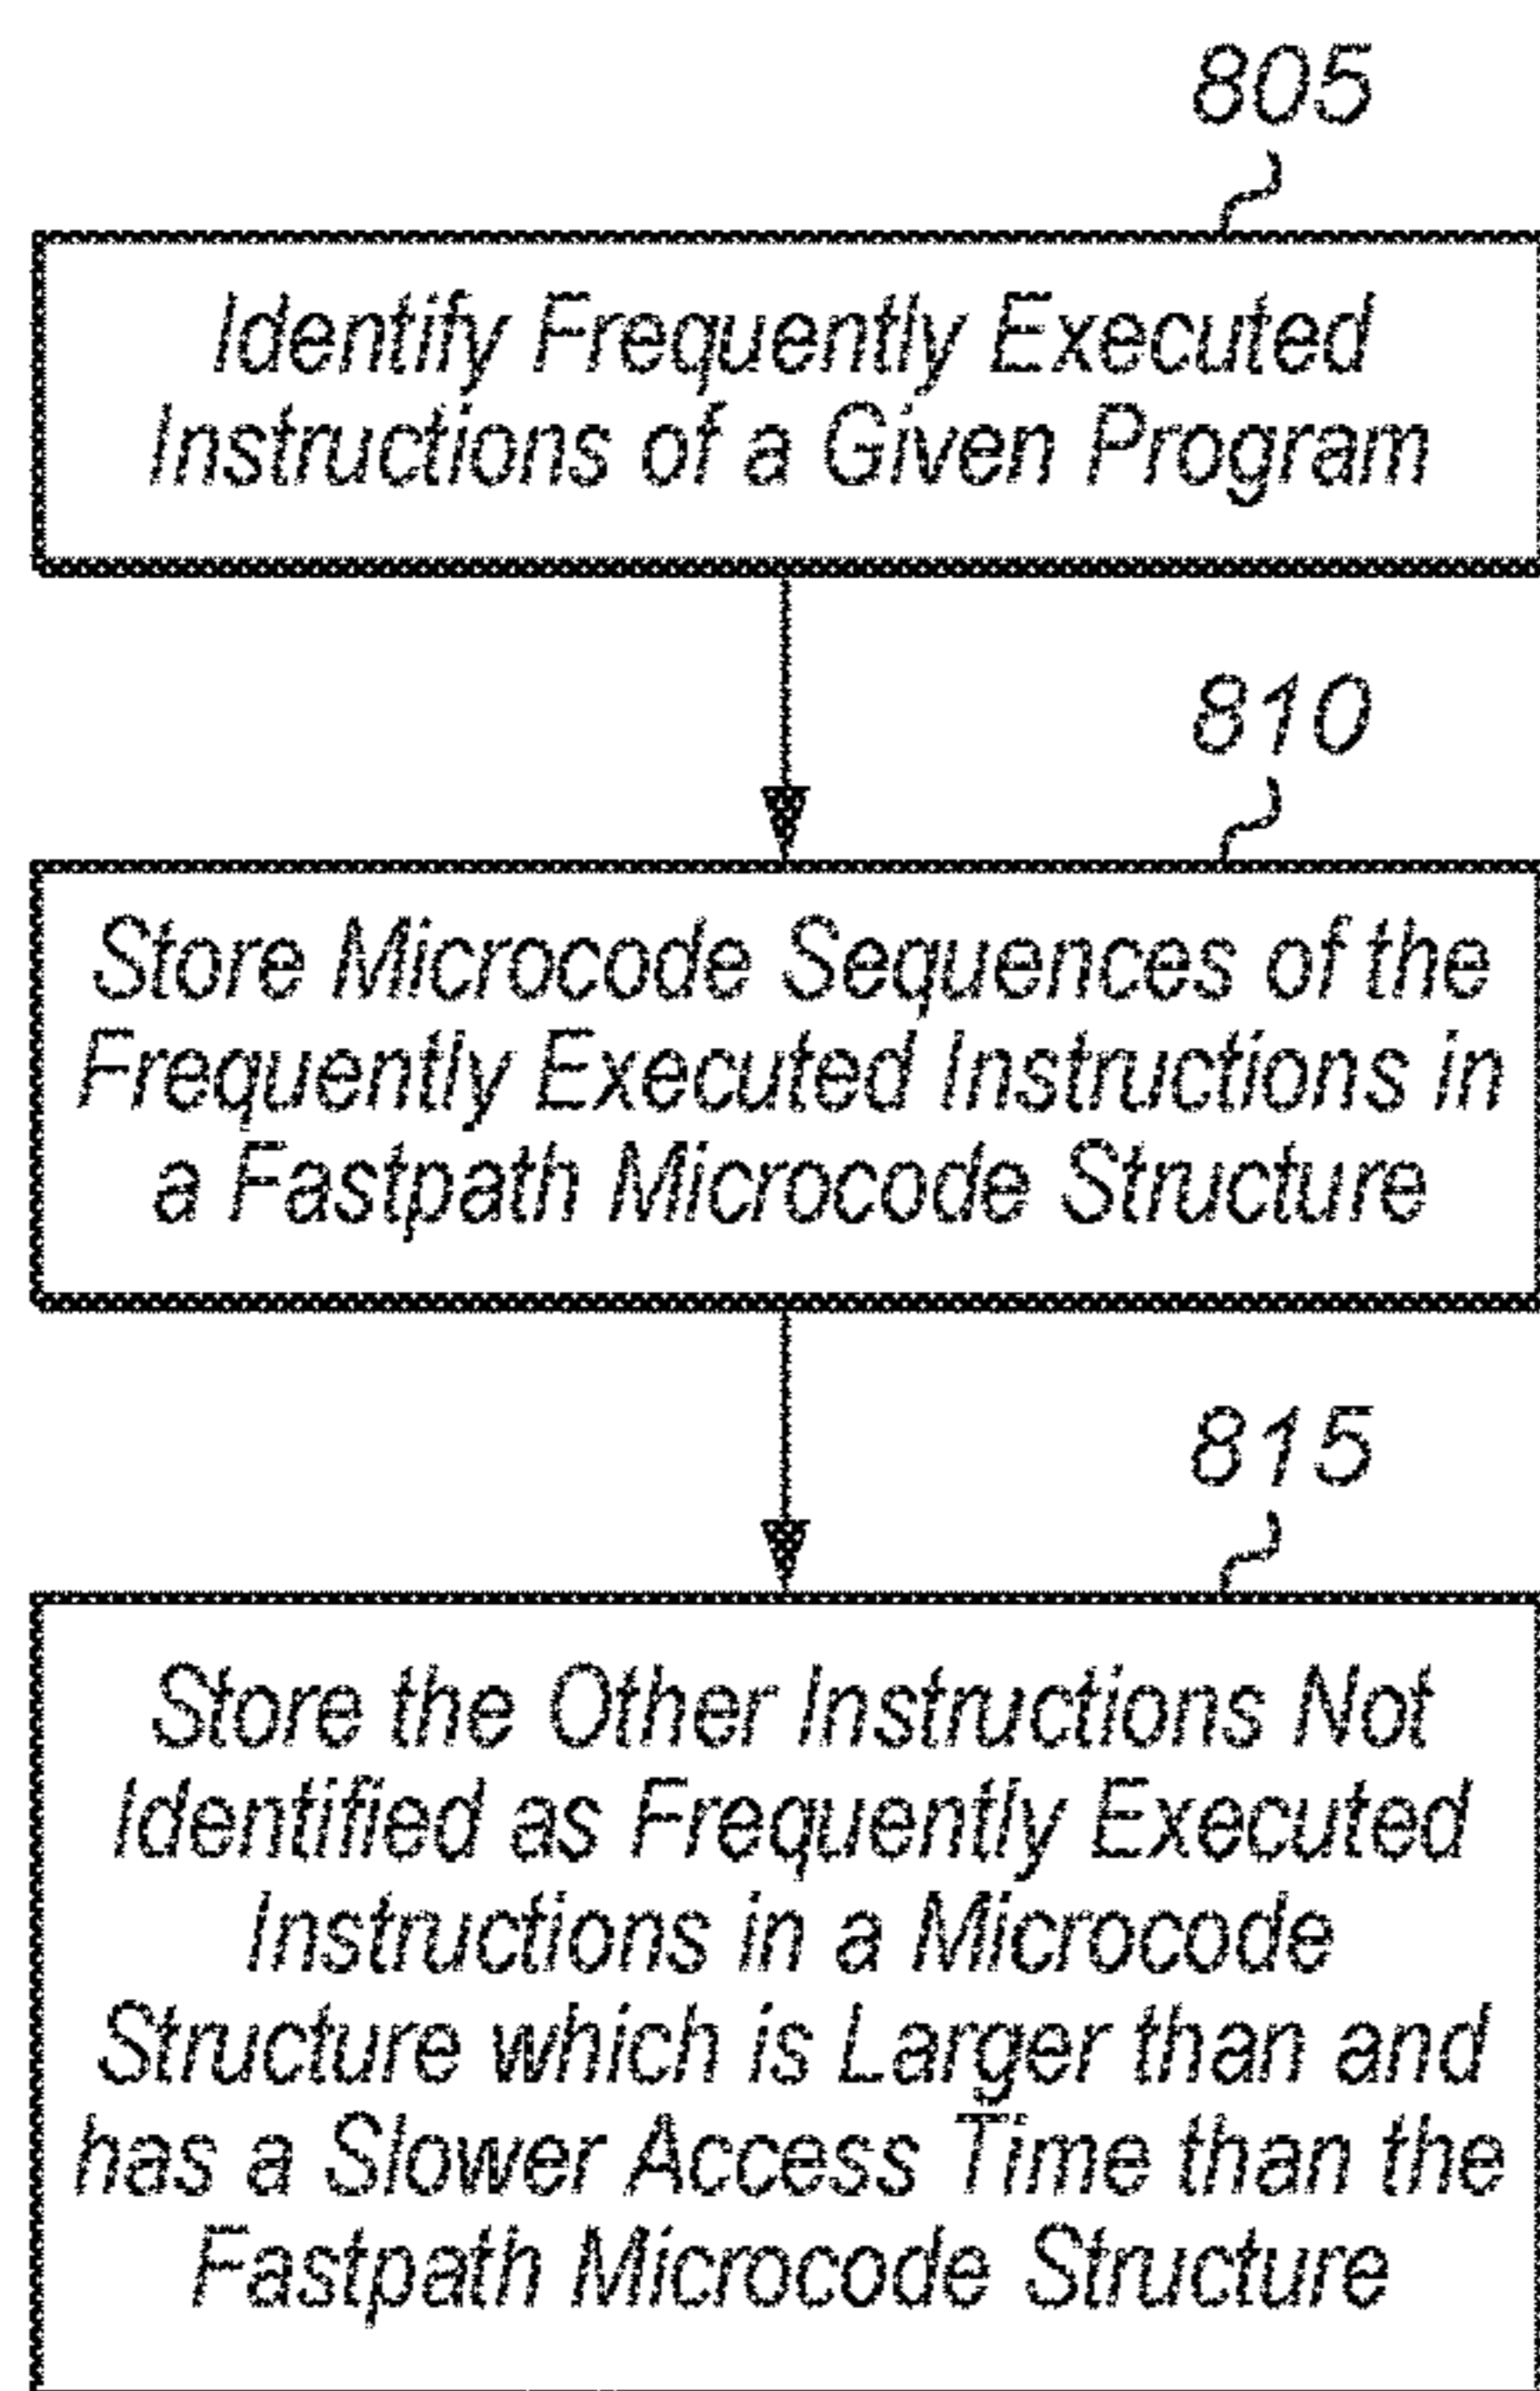 805
Identify Frequently Executed
Instructions of a Given Program
810
Store Microcode Sequences of the
Frequently Executed Instructions in
a Fastpath Microcode Structure
815
Store the Other Instructions Not
Identified as Frequently Executed
Instructions in a Microcode
Structure which is Larger than and
has a Slower Access Time than the
Fastpath Microcode Structure